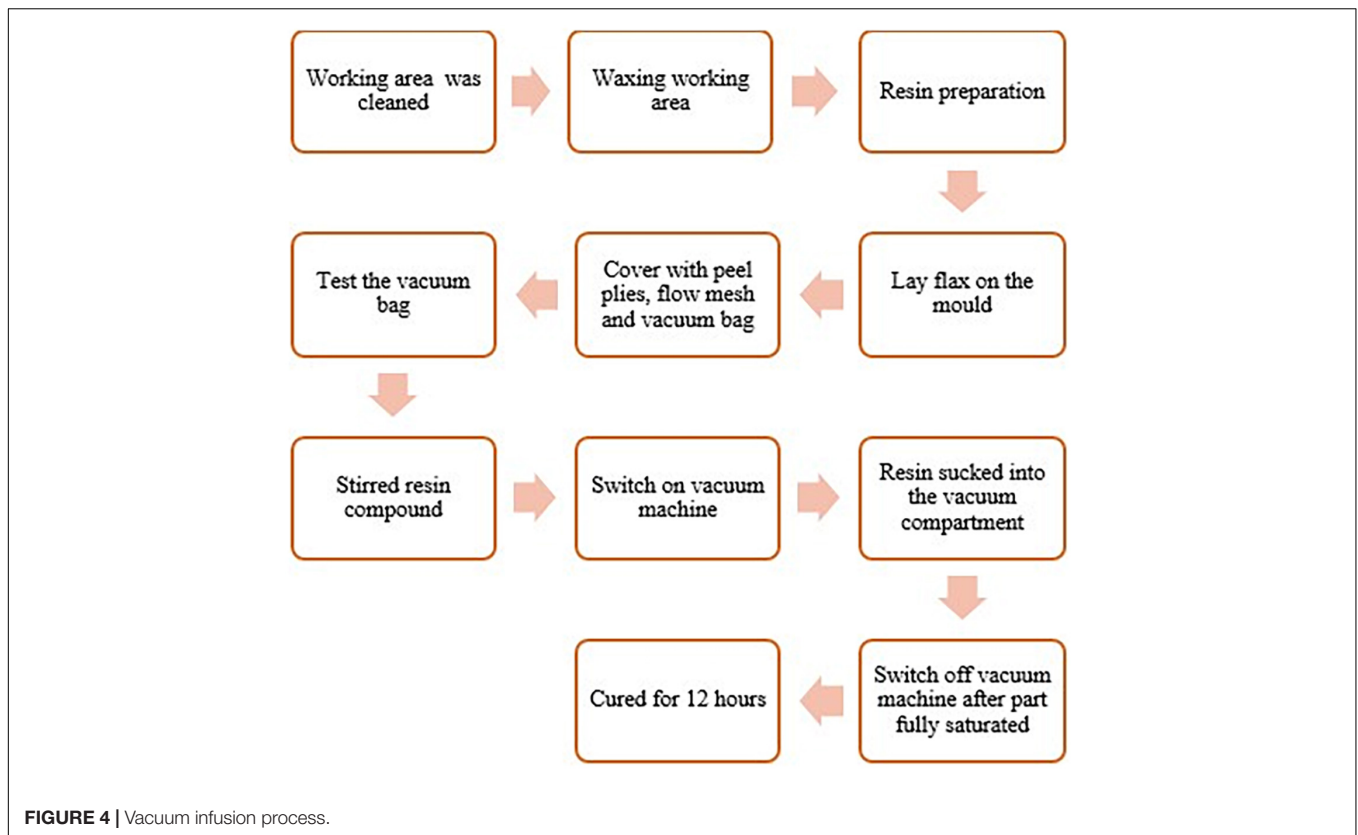 Working area was
cleaned
Waxing working
area
Resin preparation
Lay flax on the
mould
Cover with peel
plies, flow mesh
and vacuum bag
Test the vacuum
bag
Stirred resin
compound
Switch on vacuum
machine
Resin sucked into
the vacuum
compartment
Switch off vacuum
machine after part
fully saturated
Cured for 12 hours
FIGURE 4 | Vacuum infusion process.